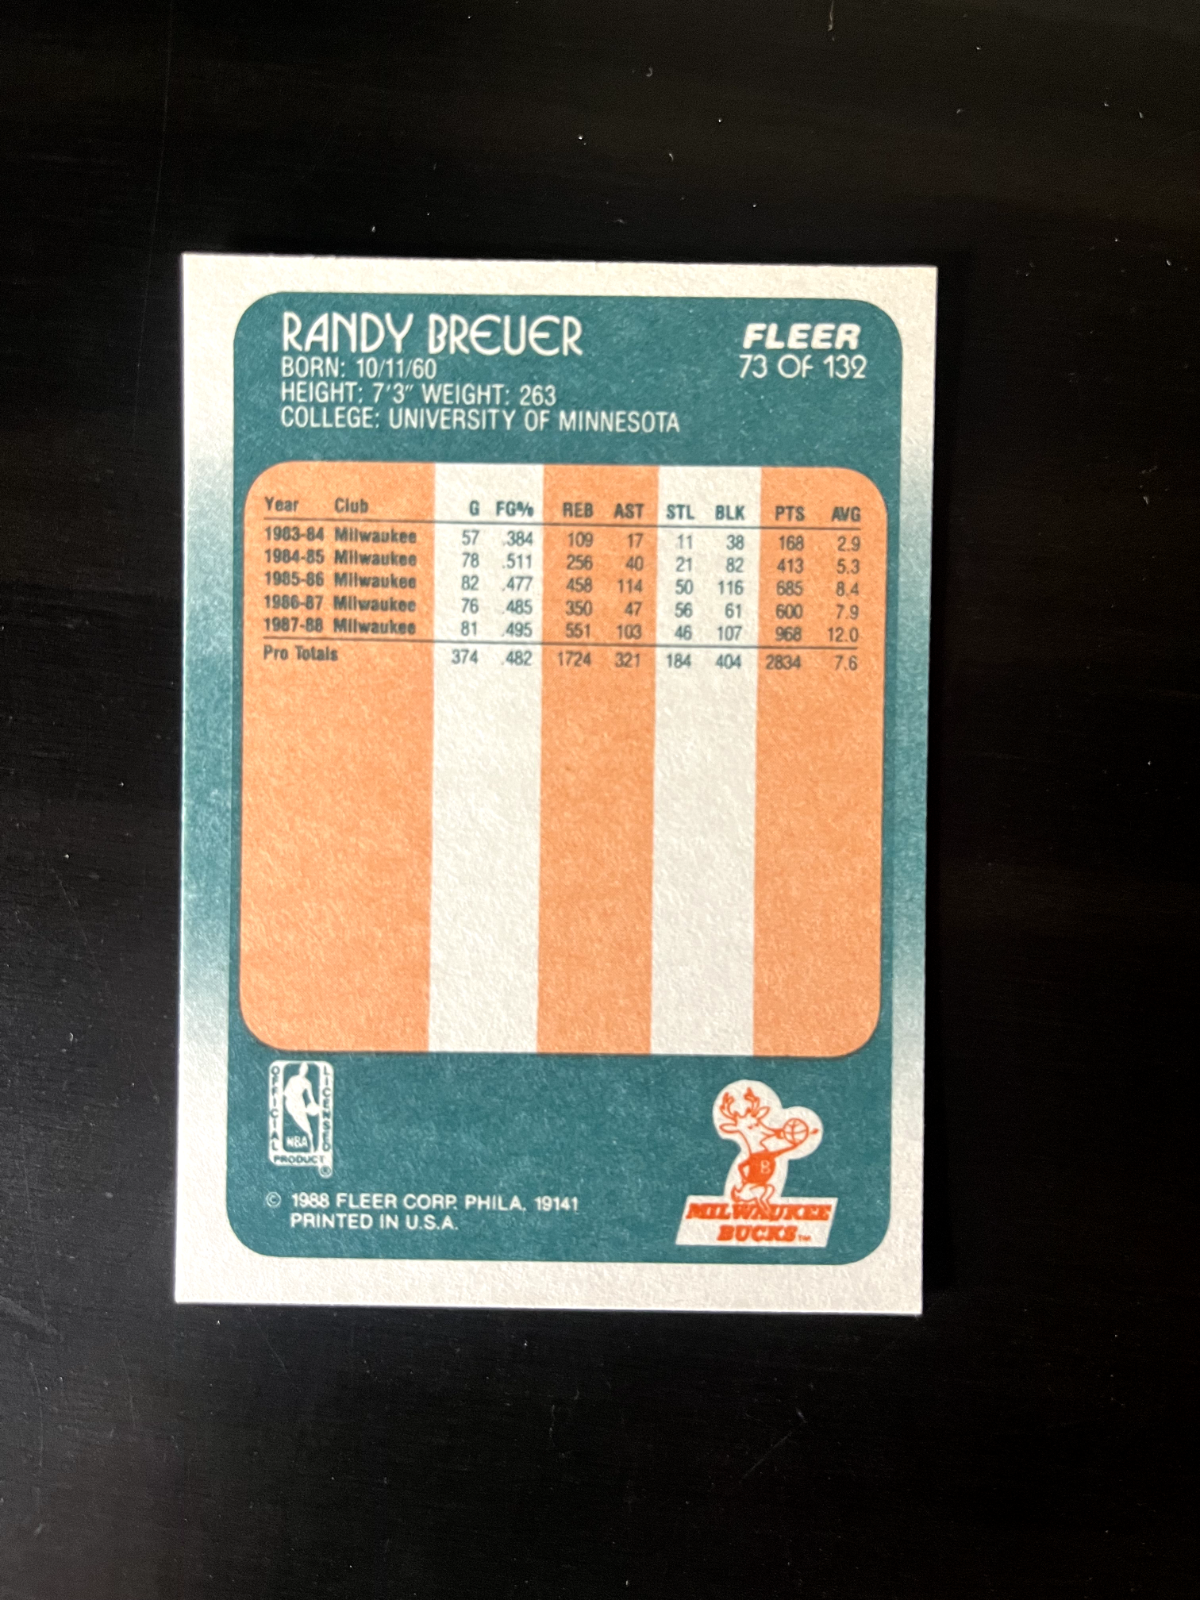 RANDY BREUER
FLEER
BORN: 10/11/60
73 OF 132
HEIGHT: 7'3" WEIGHT: 263
COLLEGE: UNIVERSITY OF MINNESOTA
Year Club G FG% REB AST STL BLK PTS AVG
1983-84 Milwaukee 57 .384 109 17 11 38 168 2.9
1984-85 Milwaukee 78 .511 256 40 21 82 413 5.3
1985-86 Milwaukee 82 .477 458 114 50 116 685 8.4
1986-87 Milwaukee 76 .485 350 47 56 61 600 7.9
1987-88 Milwaukee 81 .495 551 103 46 107 968 12.0
Pro Totals 374 .482 1724 321 184 404 2834 7.6
OFFICIAL LICENSED
NBA
PRODUCT ®
B
MILWAUKEE
BUCKS™
© 1988 FLEER CORP. PHILA. 19141
PRINTED IN U.S.A.